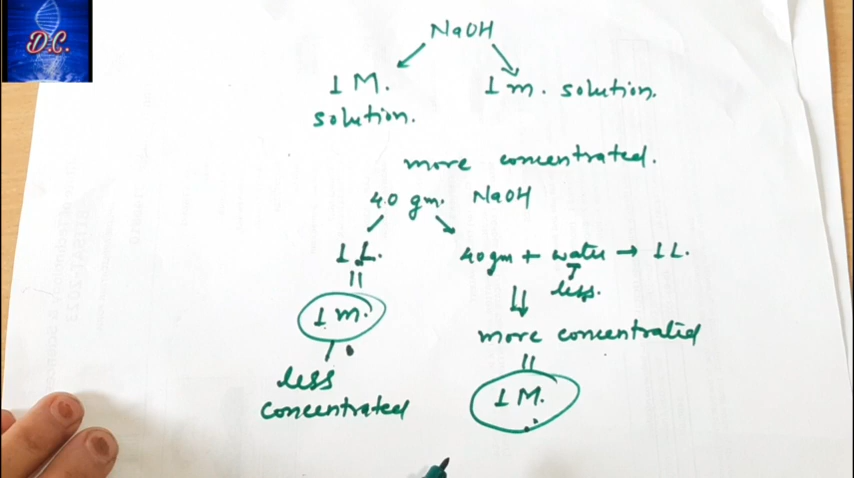 D.C.
NaOH
1 M. 1 m. solution.
solution.
more concentrated.
40 gm. NaOH
1 L. 40 gm + water → 1 L.
less.
1 m. more concentrated
less
concentrated 1 M.